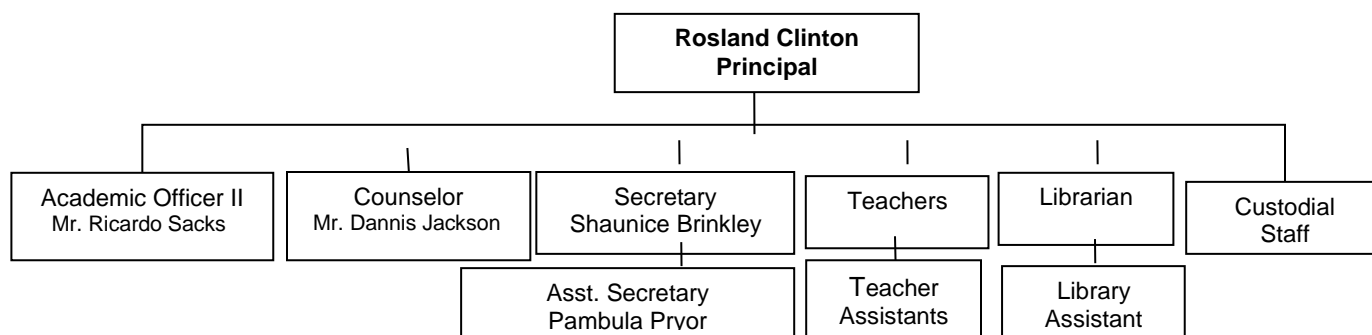 Rosland Clinton
Principal
Academic Officer II
Mr. Ricardo Sacks
Counselor
Mr. Dannis Jackson
Secretary
Shaunice Brinkley
Teachers
Librarian
Custodial
Staff
Asst. Secretary
Pambula Pryor
Teacher
Assistants
Library
Assistant